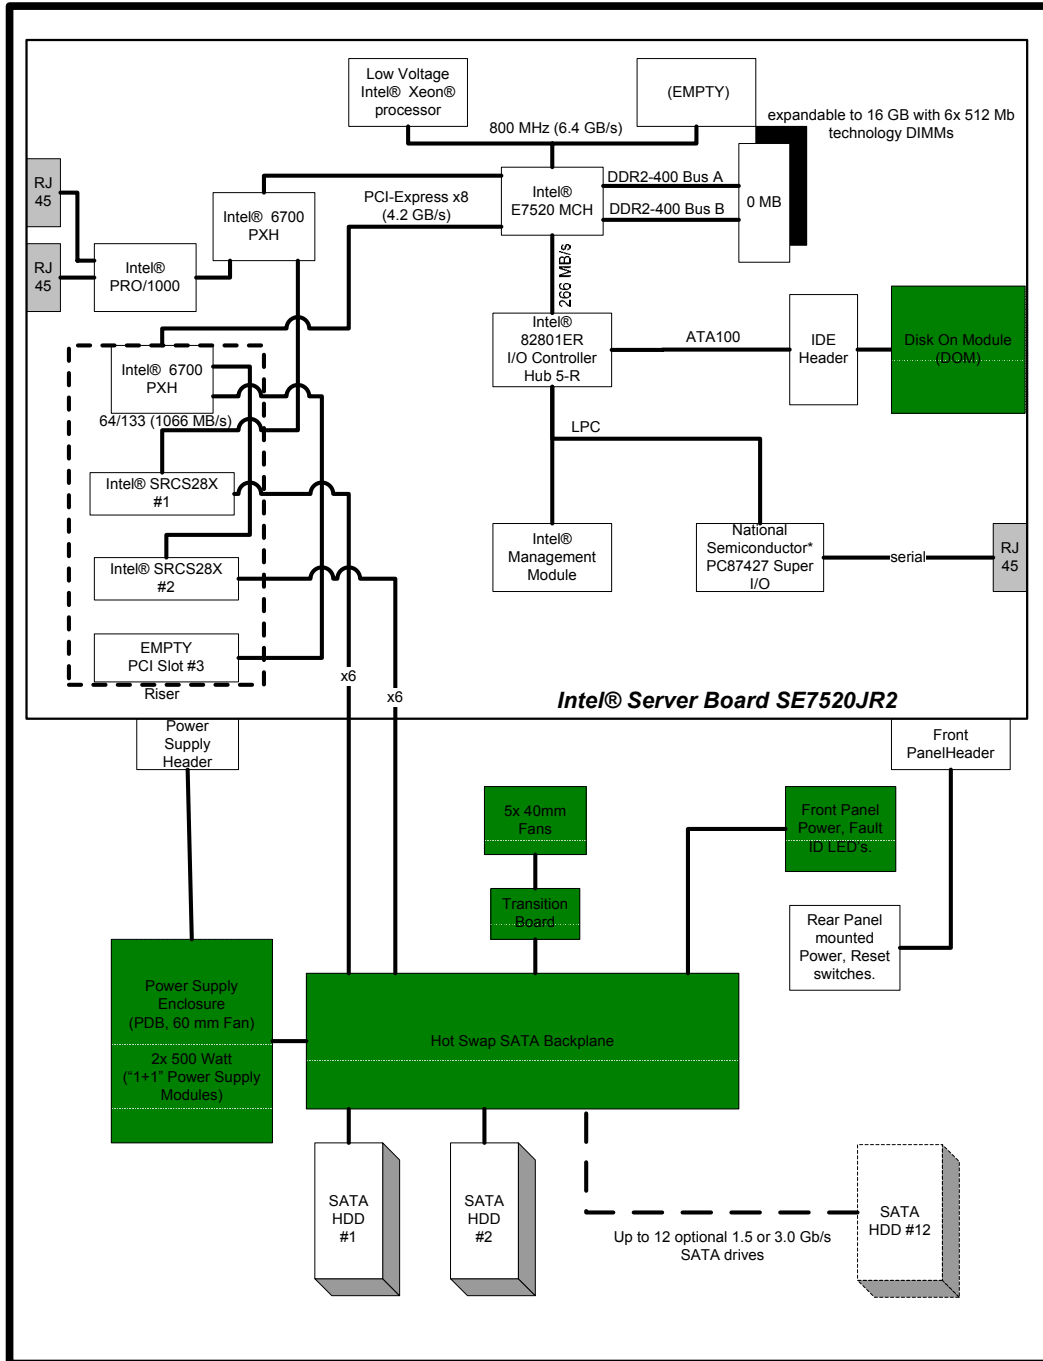 Low Voltage
Intel® Xeon®
processor
(EMPTY)
expandable to 16 GB with 6x 512 Mb
technology DIMMs
800 MHz (6.4 GB/s)
RJ
45
RJ
45
Intel® 6700
PXH
PCI-Express x8
(4.2 GB/s)
Intel®
E7520 MCH
DDR2-400 Bus A
DDR2-400 Bus B
0 MB
Intel®
PRO/1000
266 MB/s
Intel®
82801ER
I/O Controller
Hub 5-R
ATA100
IDE
Header
Disk On Module
(DOM)
Intel® 6700
PXH
64/133 (1066 MB/s)
LPC
Intel® SRCS28X
#1
Intel® SRCS28X
#2
EMPTY
PCI Slot #3
Riser
Intel®
Management
Module
National
Semiconductor*
PC87427 Super
I/O
serial
RJ
45
x6
x6
Intel® Server Board SE7520JR2
Power
Supply
Header
Front
PanelHeader
5x 40mm
Fans
Front Panel
Power, Fault
ID LED's.
Transition
Board
Rear Panel
mounted
Power, Reset
switches.
Power Supply
Enclosure
(PDB, 60 mm Fan)
2x 500 Watt
("1+1" Power Supply
Modules)
Hot Swap SATA Backplane
SATA
HDD
#1
SATA
HDD
#2
Up to 12 optional 1.5 or 3.0 Gb/s
SATA drives
SATA
HDD #12